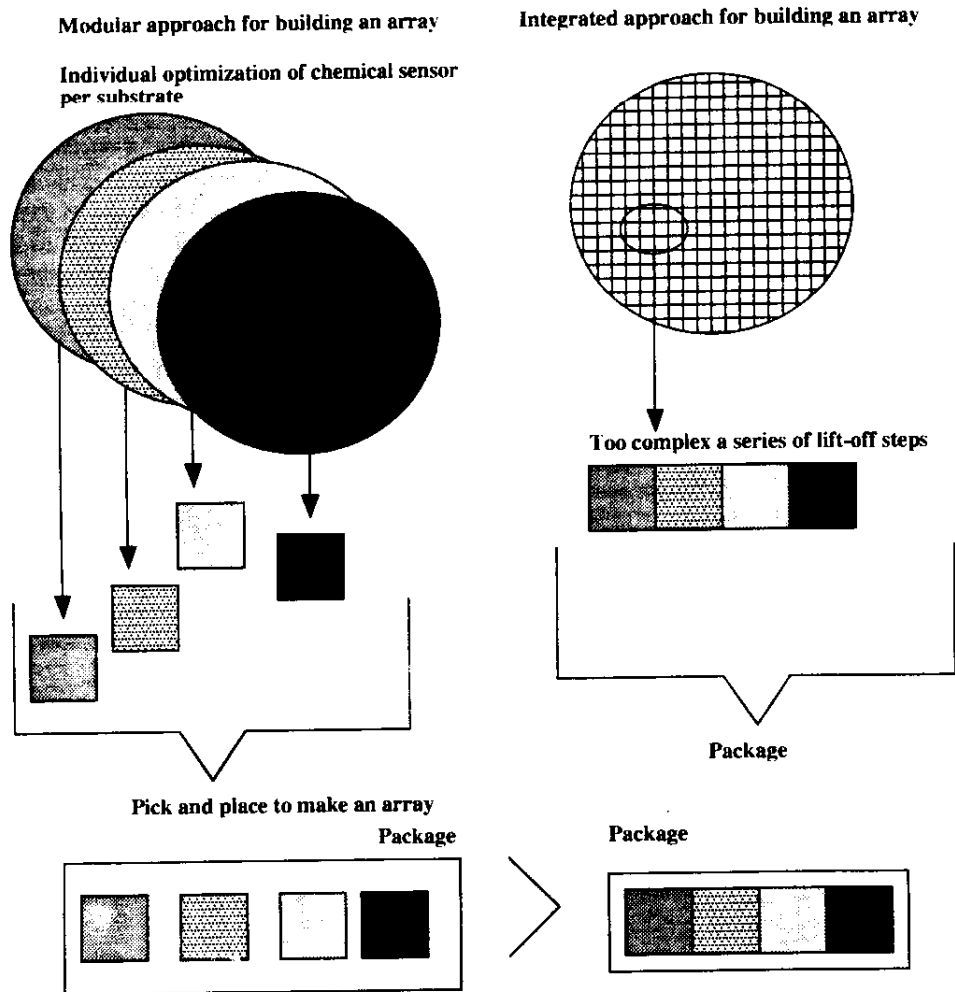 Modular approach for building an array
Integrated approach for building an array
Individual optimization of chemical sensor
per substrate
Too complex a series of lift-off steps
Package
Pick and place to make an array
Package
Package